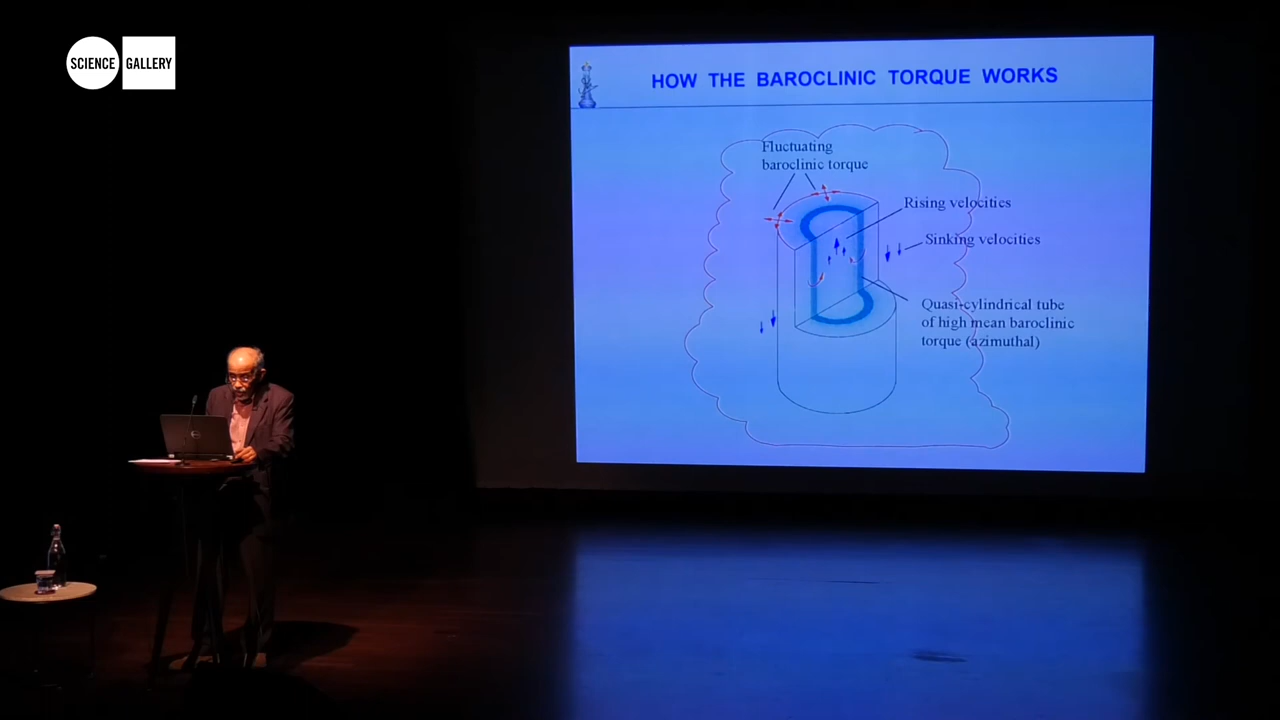 SCIENCE GALLERY
HOW THE BAROCLINIC TORQUE WORKS
Fluctuating
baroclinic torque
Rising velocities
Sinking velocities
Quasi-cylindrical tube
of high mean baroclinic
torque (azimuthal)